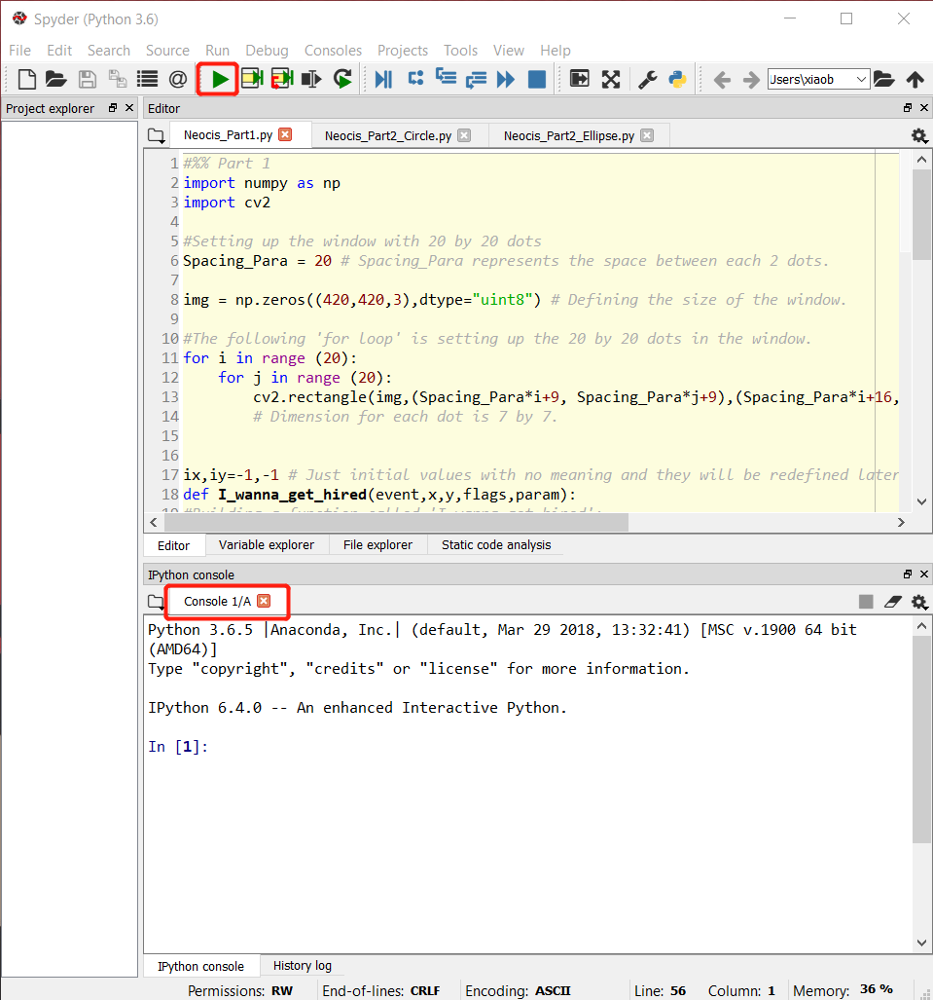 Spyder (Python 3.6)
File Edit Search Source Run Debug Consoles Projects Tools View Help
Users\xiaob
Project explorer
Editor
Neocis_Part1.py Neocis_Part2_Circle.py Neocis_Part2_Ellipse.py
1 #%% Part 1
2 import numpy as np
3 import cv2
4
5 #Setting up the window with 20 by 20 dots
6 Spacing_Para = 20 # Spacing_Para represents the space between each 2 dots.
7
8 img = np.zeros((420,420,3),dtype="uint8") # Defining the size of the window.
9
10 #The following 'for loop' is setting up the 20 by 20 dots in the window.
11 for i in range (20):
12     for j in range (20):
13         cv2.rectangle(img,(Spacing_Para*i+9, Spacing_Para*j+9),(Spacing_Para*i+16,
14         # Dimension for each dot is 7 by 7.
15
16
17 ix,iy=-1,-1 # Just initial values with no meaning and they will be redefined later
18 def I_wanna_get_hired(event,x,y,flags,param):
19 #Building a function called 'I_wanna_get_hired':
Editor Variable explorer File explorer Static code analysis
IPython console
Console 1/A
Python 3.6.5 |Anaconda, Inc.| (default, Mar 29 2018, 13:32:41) [MSC v.1900 64 bit
(AMD64)]
Type "copyright", "credits" or "license" for more information.
IPython 6.4.0 -- An enhanced Interactive Python.
In [1]:
IPython console History log
Permissions: RW End-of-lines: CRLF Encoding: ASCII Line: 56 Column: 1 Memory: 36 %